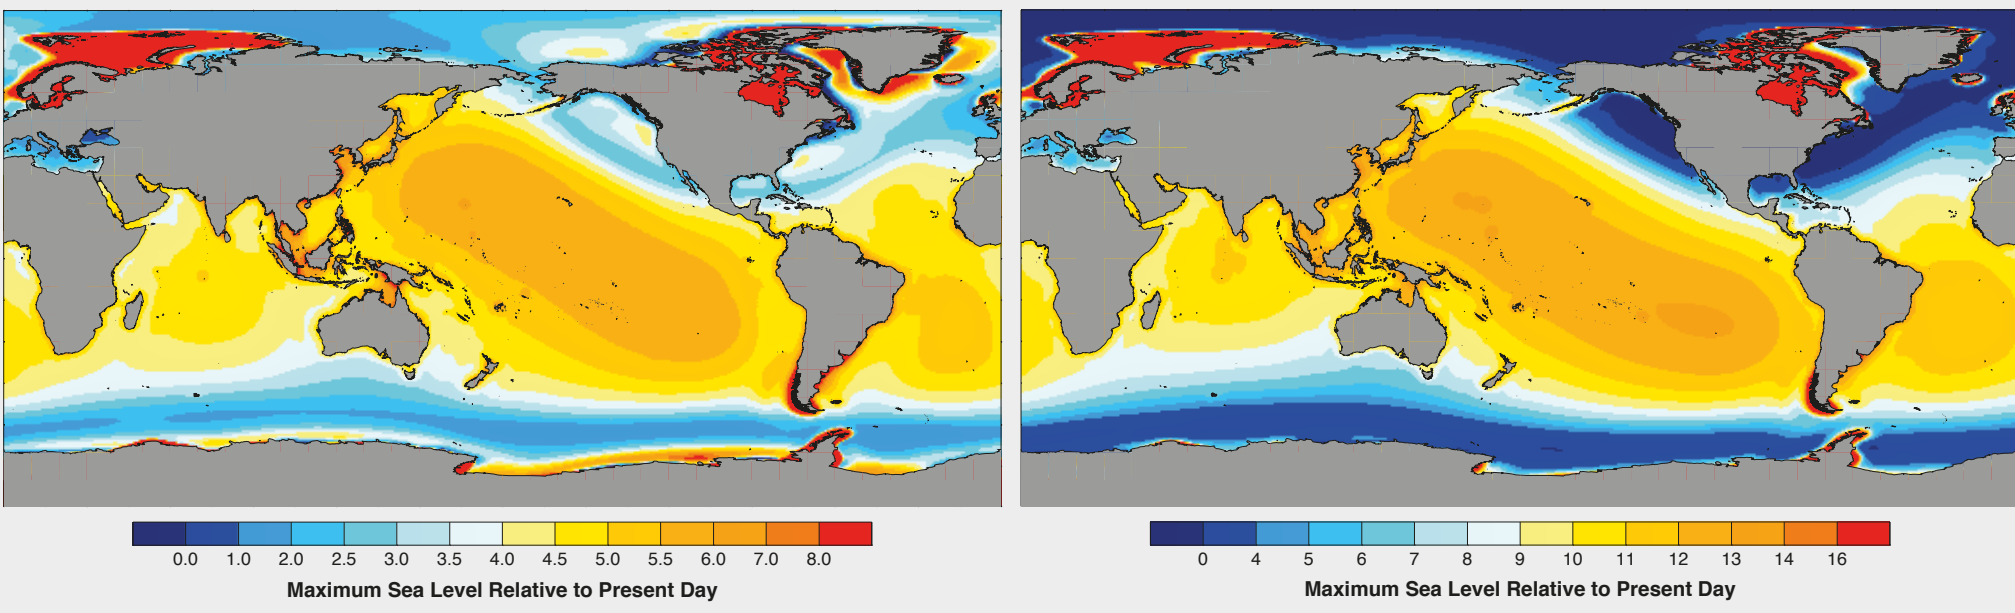 0.0 1.0 2.0 2.5 3.0 3.5 4.0 4.5 5.0 5.5 6.0 7.0 8.0
Maximum Sea Level Relative to Present Day
0 4 5 6 7 8 9 10 11 12 13 14 16
Maximum Sea Level Relative to Present Day